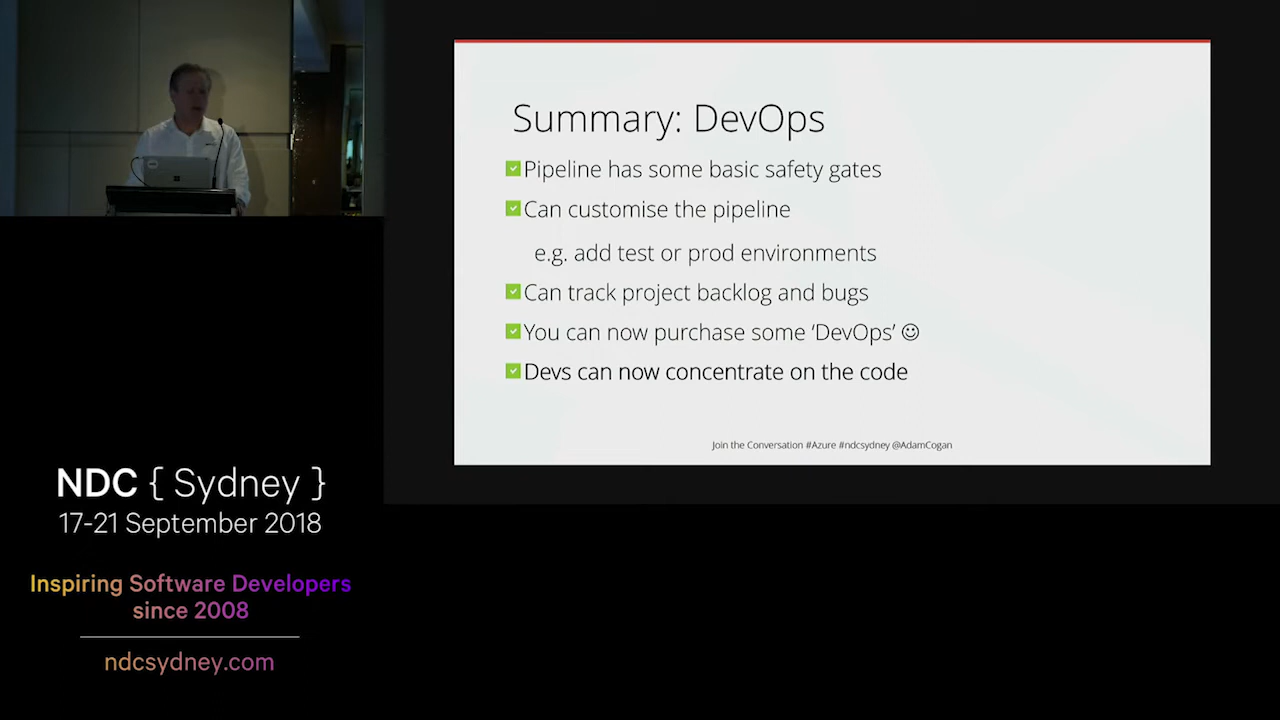 Summary: DevOps
Pipeline has some basic safety gates
Can customise the pipeline
e.g. add test or prod environments
Can track project backlog and bugs
You can now purchase some ‘DevOps’ ☺
Devs can now concentrate on the code
Join the Conversation #Azure #ndcsydney @AdamCogan
NDC { Sydney }
17-21 September 2018
Inspiring Software Developers
since 2008
ndcsydney.com